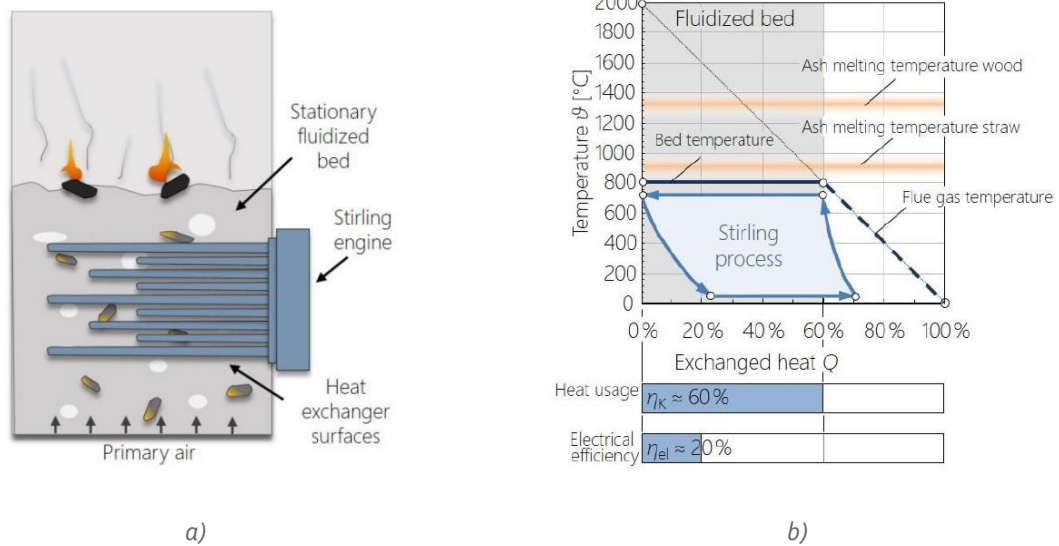 Stationary
fluidized
bed
Stirling
engine
Heat
exchanger
surfaces
Primary air
a)
2000
1800
1600
1400
1200
1000
800
600
400
200
0
Temperature ϑ [°C]
Fluidized bed
Ash melting temperature wood
Ash melting temperature straw
Bed temperature
Flue gas temperature
Stirling
process
0% 20% 40% 60% 80% 100%
Exchanged heat Q
Heat usage
ηK ≈ 60%
Electrical
efficiency
ηel ≈ 20%
b)